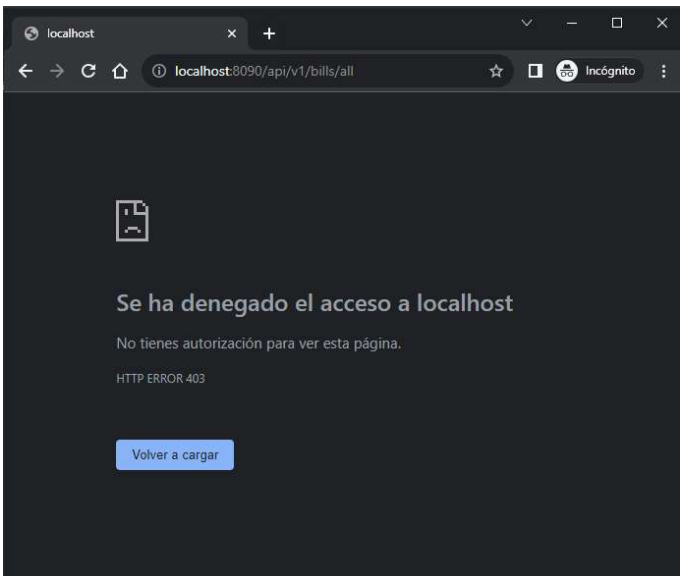 localhost
localhost:8090/api/v1/bills/all
Incógnito
Se ha denegado el acceso a localhost
No tienes autorización para ver esta página.
HTTP ERROR 403
Volver a cargar